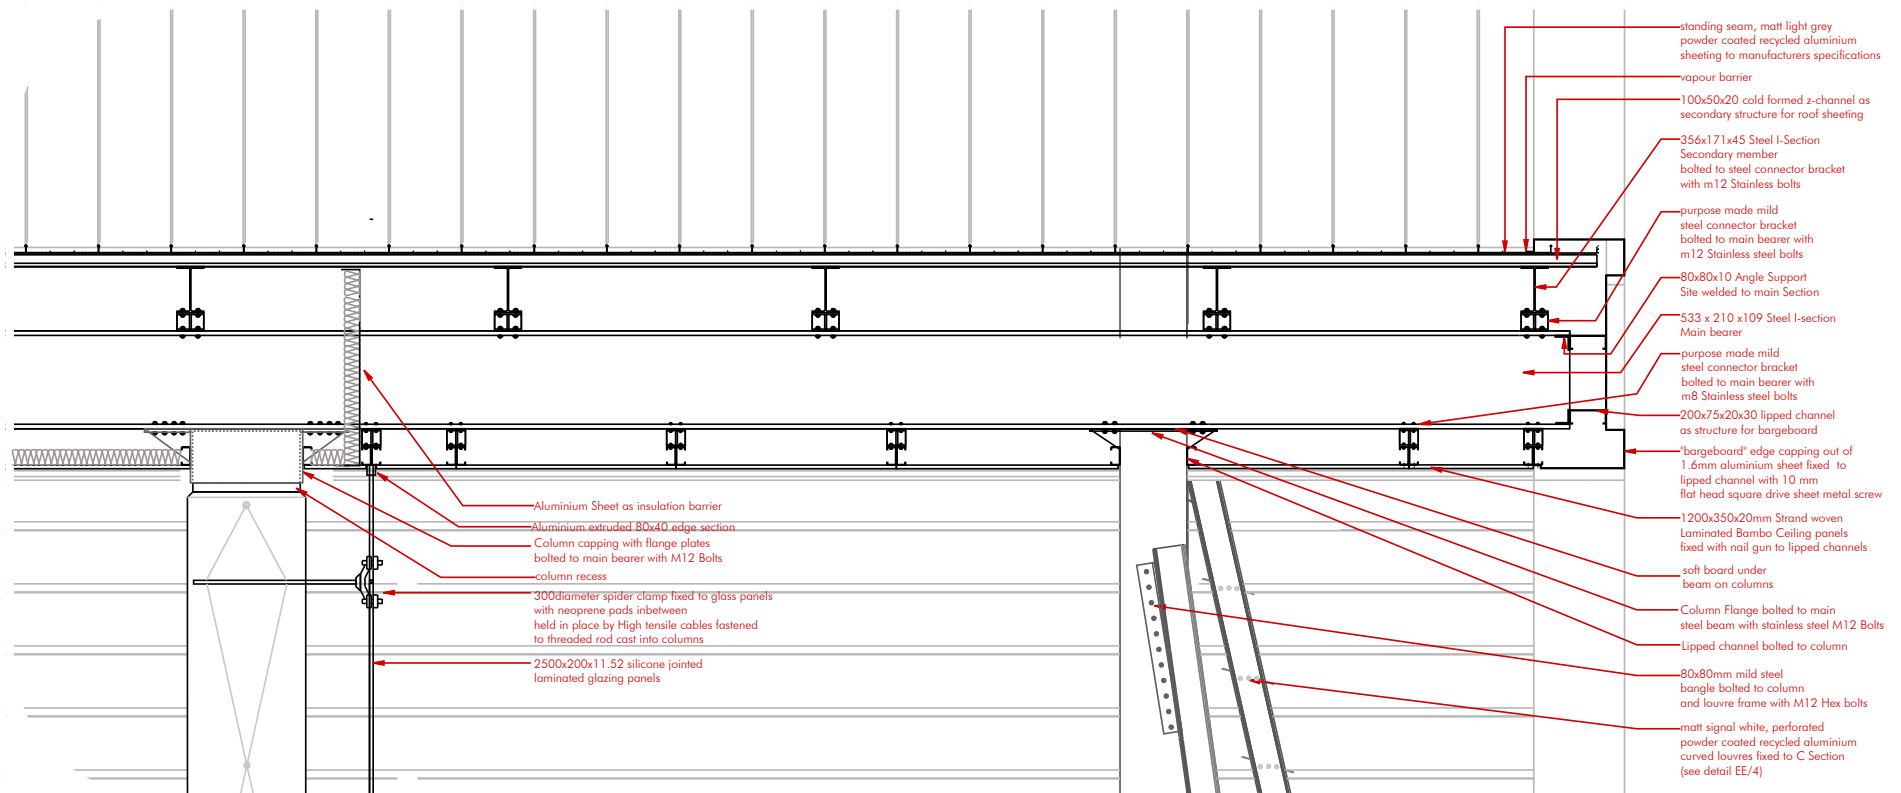 standing seam, matt light grey
powder coated recycled aluminium
sheeting to manufacturers specifications
vapour barrier
100x50x20 cold formed z-channel as
secondary structure for roof sheeting
356x171x45 Steel I-Section
Secondary member
bolted to steel connector bracket
with m12 Stainless bolts
purpose made mild
steel connector bracket
bolted to main bearer with
m12 Stainless steel bolts
80x80x10 Angle Support
Site welded to main Section
533 x 210 x109 Steel I-section
Main bearer
purpose made mild
steel connector bracket
bolted to main bearer with
m8 Stainless steel bolts
200x75x20x30 lipped channel
as structure for bargeboard
"bargeboard" edge capping out of
1.6mm aluminium sheet fixed to
lipped channel with 10 mm
flat head square drive sheet metal screw
1200x350x20mm Strand woven
Laminated Bambo Ceiling panels
fixed with nail gun to lipped channels
soft board under
beam on columns
Column Flange bolted to main
steel beam with stainless steel M12 Bolts
Lipped channel bolted to column
80x80mm mild steel
bangle bolted to column
and louvre frame with M12 Hex bolts
matt signal white, perforated
powder coated recycled aluminium
curved louvres fixed to C Section
(see detail EE/4)
Aluminium Sheet as insulation barrier
Aluminium extruded 80x40 edge section
Column capping with flange plates
bolted to main bearer with M12 Bolts
column recess
300diameter spider clamp fixed to glass panels
with neoprene pads inbetween
held in place by High tensile cables fastened
to threaded rod cast into columns
2500x200x11.52 silicone jointed
laminated glazing panels